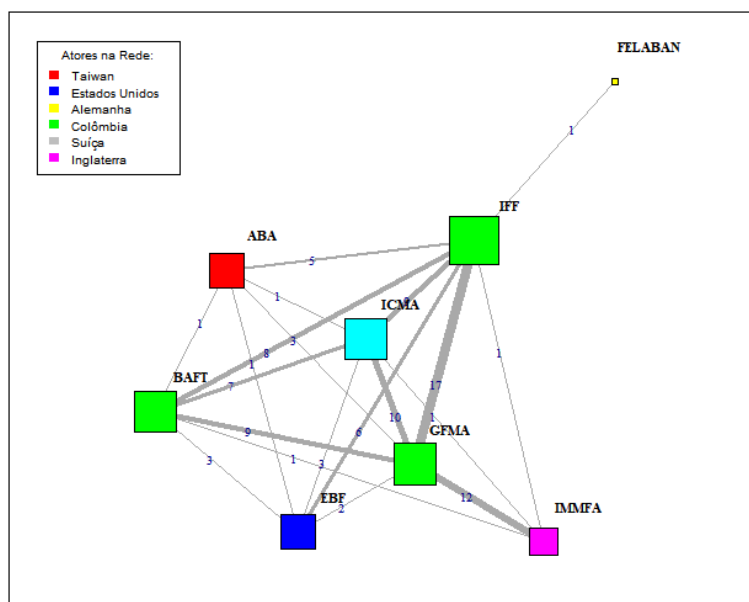 Atores na Rede:
Taiwan
Estados Unidos
Alemanha
Colômbia
Suíça
Inglaterra
FELABAN
1
IFF
ABA
5
1
ICMA
1
3
8
1
1
BAFT
7
17
10
1
GFMA
9
6
3
1
3
EBF
12
IMMFA
2